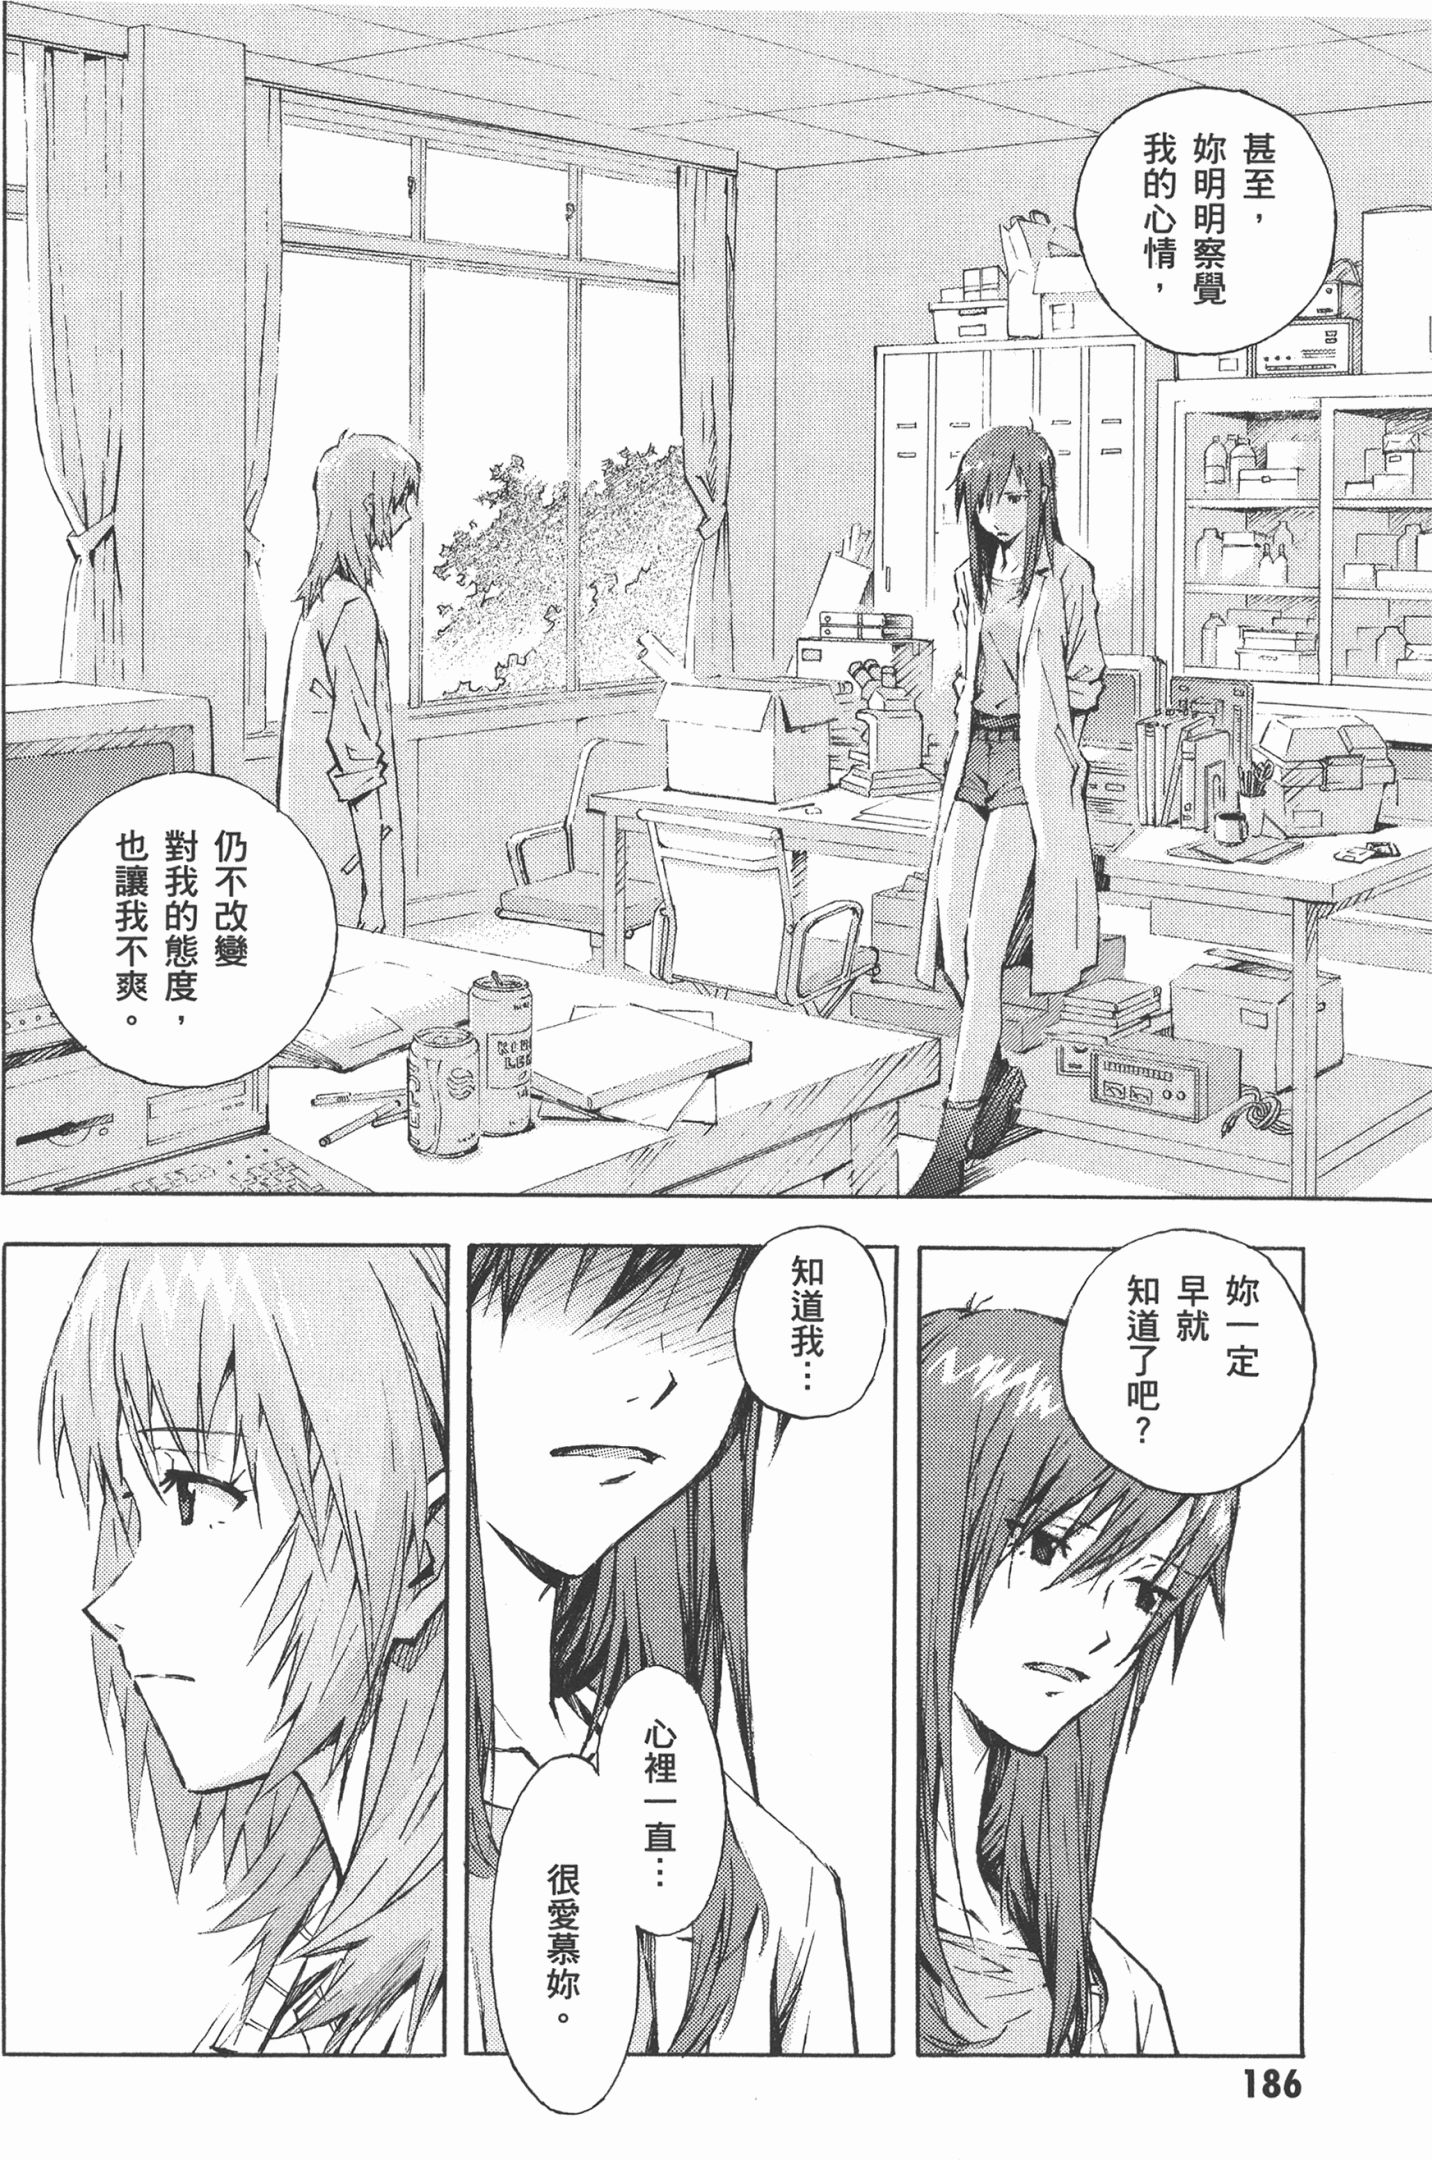 甚至，
妳明明察覺
我的心情，
仍不改變
對我的態度，
也讓我不爽。
妳一定
早就
知道了吧？
知道我…
心裡一直…
很愛慕妳。
186